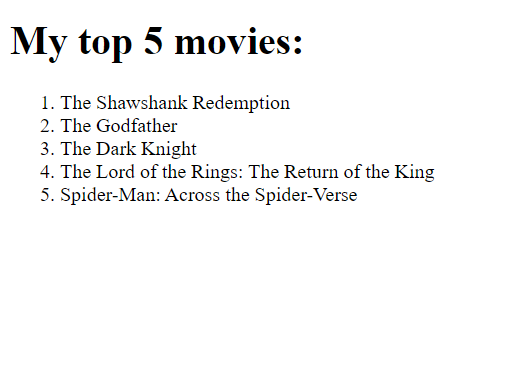 My top 5 movies:
1. The Shawshank Redemption
2. The Godfather
3. The Dark Knight
4. The Lord of the Rings: The Return of the King
5. Spider-Man: Across the Spider-Verse